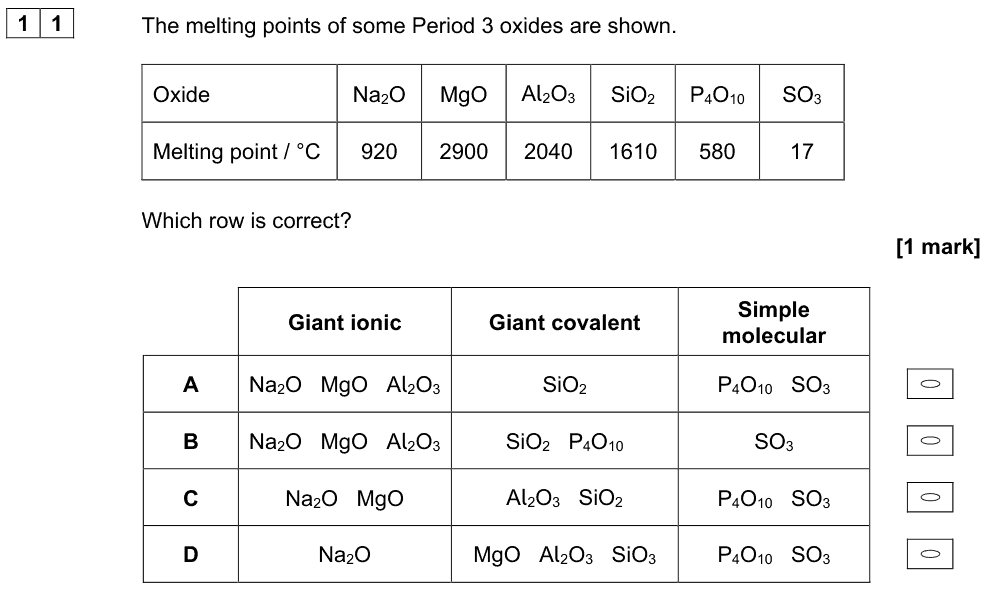 1 1 The melting points of some Period 3 oxides are shown.
Oxide Na₂O MgO Al₂O₃ SiO₂ P₄O₁₀ SO₃
Melting point / °C 920 2900 2040 1610 580 17
Which row is correct?
[1 mark]
Giant ionic Giant covalent Simple molecular
A Na₂O MgO Al₂O₃ SiO₂ P₄O₁₀ SO₃
B Na₂O MgO Al₂O₃ SiO₂ P₄O₁₀ SO₃
C Na₂O MgO Al₂O₃ SiO₂ P₄O₁₀ SO₃
D Na₂O MgO Al₂O₃ SiO₃ P₄O₁₀ SO₃